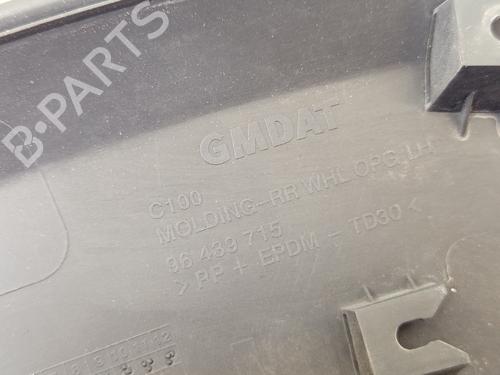 B-PARTS
GMDAT
C100
MOLDING-RR WHL OPG LH
96 439 715
> PP + EPDM - TD30 <